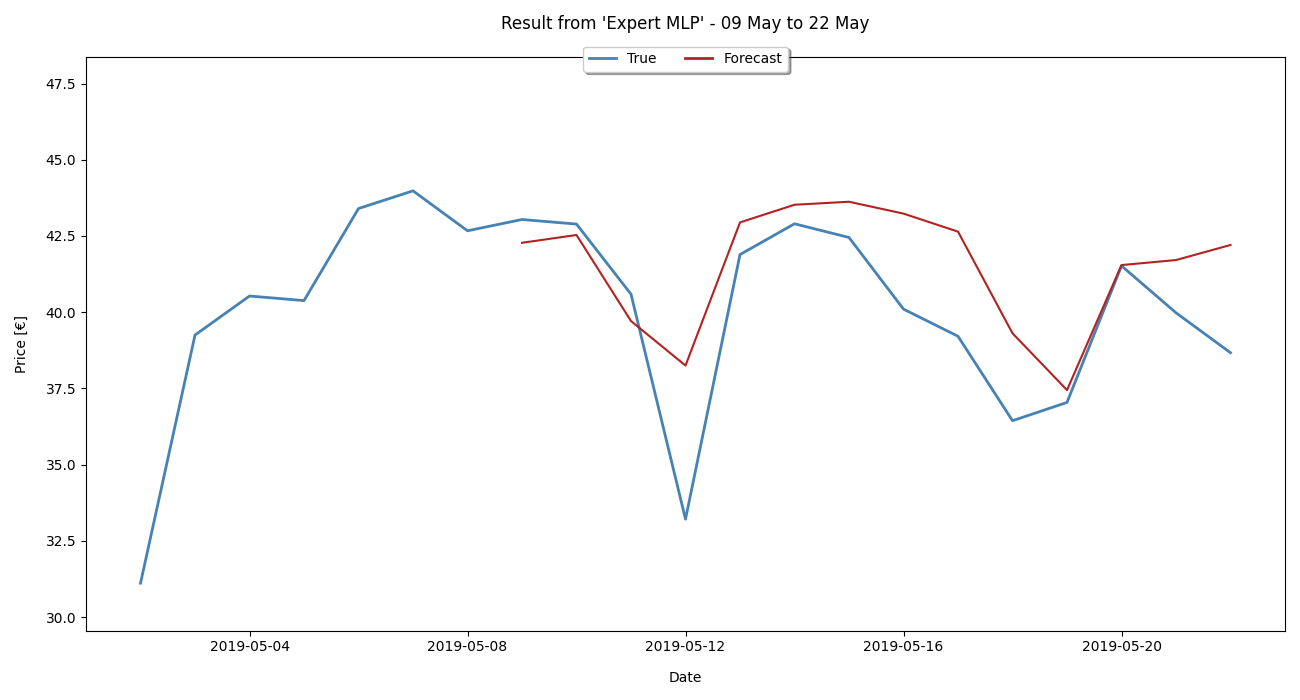 Result from 'Expert MLP' - 09 May to 22 May
True Forecast
Price [€]
47.5
45.0
42.5
40.0
37.5
35.0
32.5
30.0
2019-05-04 2019-05-08 2019-05-12 2019-05-16 2019-05-20
Date